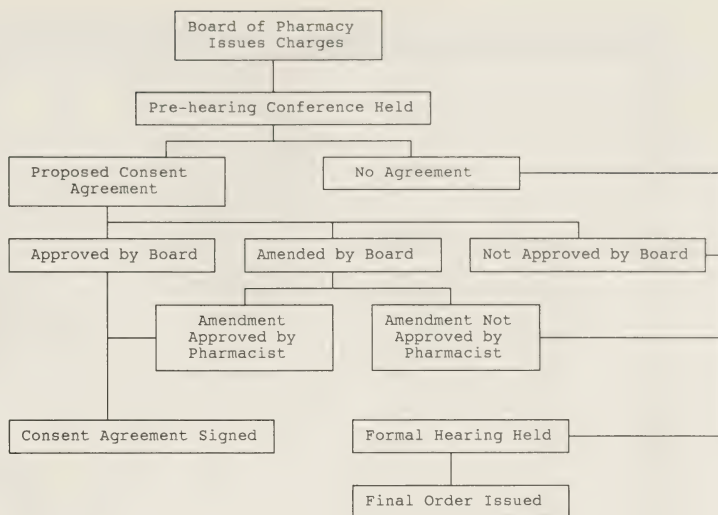 Board of Pharmacy
Issues Charges
Pre-hearing Conference Held
Proposed Consent
Agreement
No Agreement
Approved by Board
Amended by Board
Not Approved by Board
Amendment
Approved by
Pharmacist
Amendment Not
Approved by
Pharmacist
Consent Agreement Signed
Formal Hearing Held
Final Order Issued